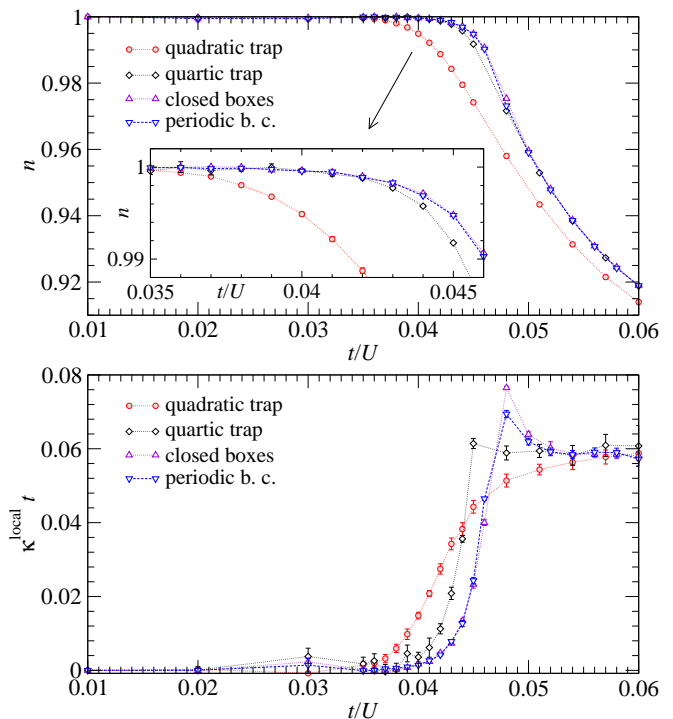 1
0.98
0.96
0.94
0.92
n
quadratic trap
quartic trap
closed boxes
periodic b. c.
1
0.99
n
0.035
t/U
0.04
0.045
0.01
0.02
0.03
0.04
0.05
0.06
t/U
0.08
0.06
0.04
0.02
0
κ^local t
quadratic trap
quartic trap
closed boxes
periodic b. c.
0.01
0.02
0.03
0.04
0.05
0.06
t/U